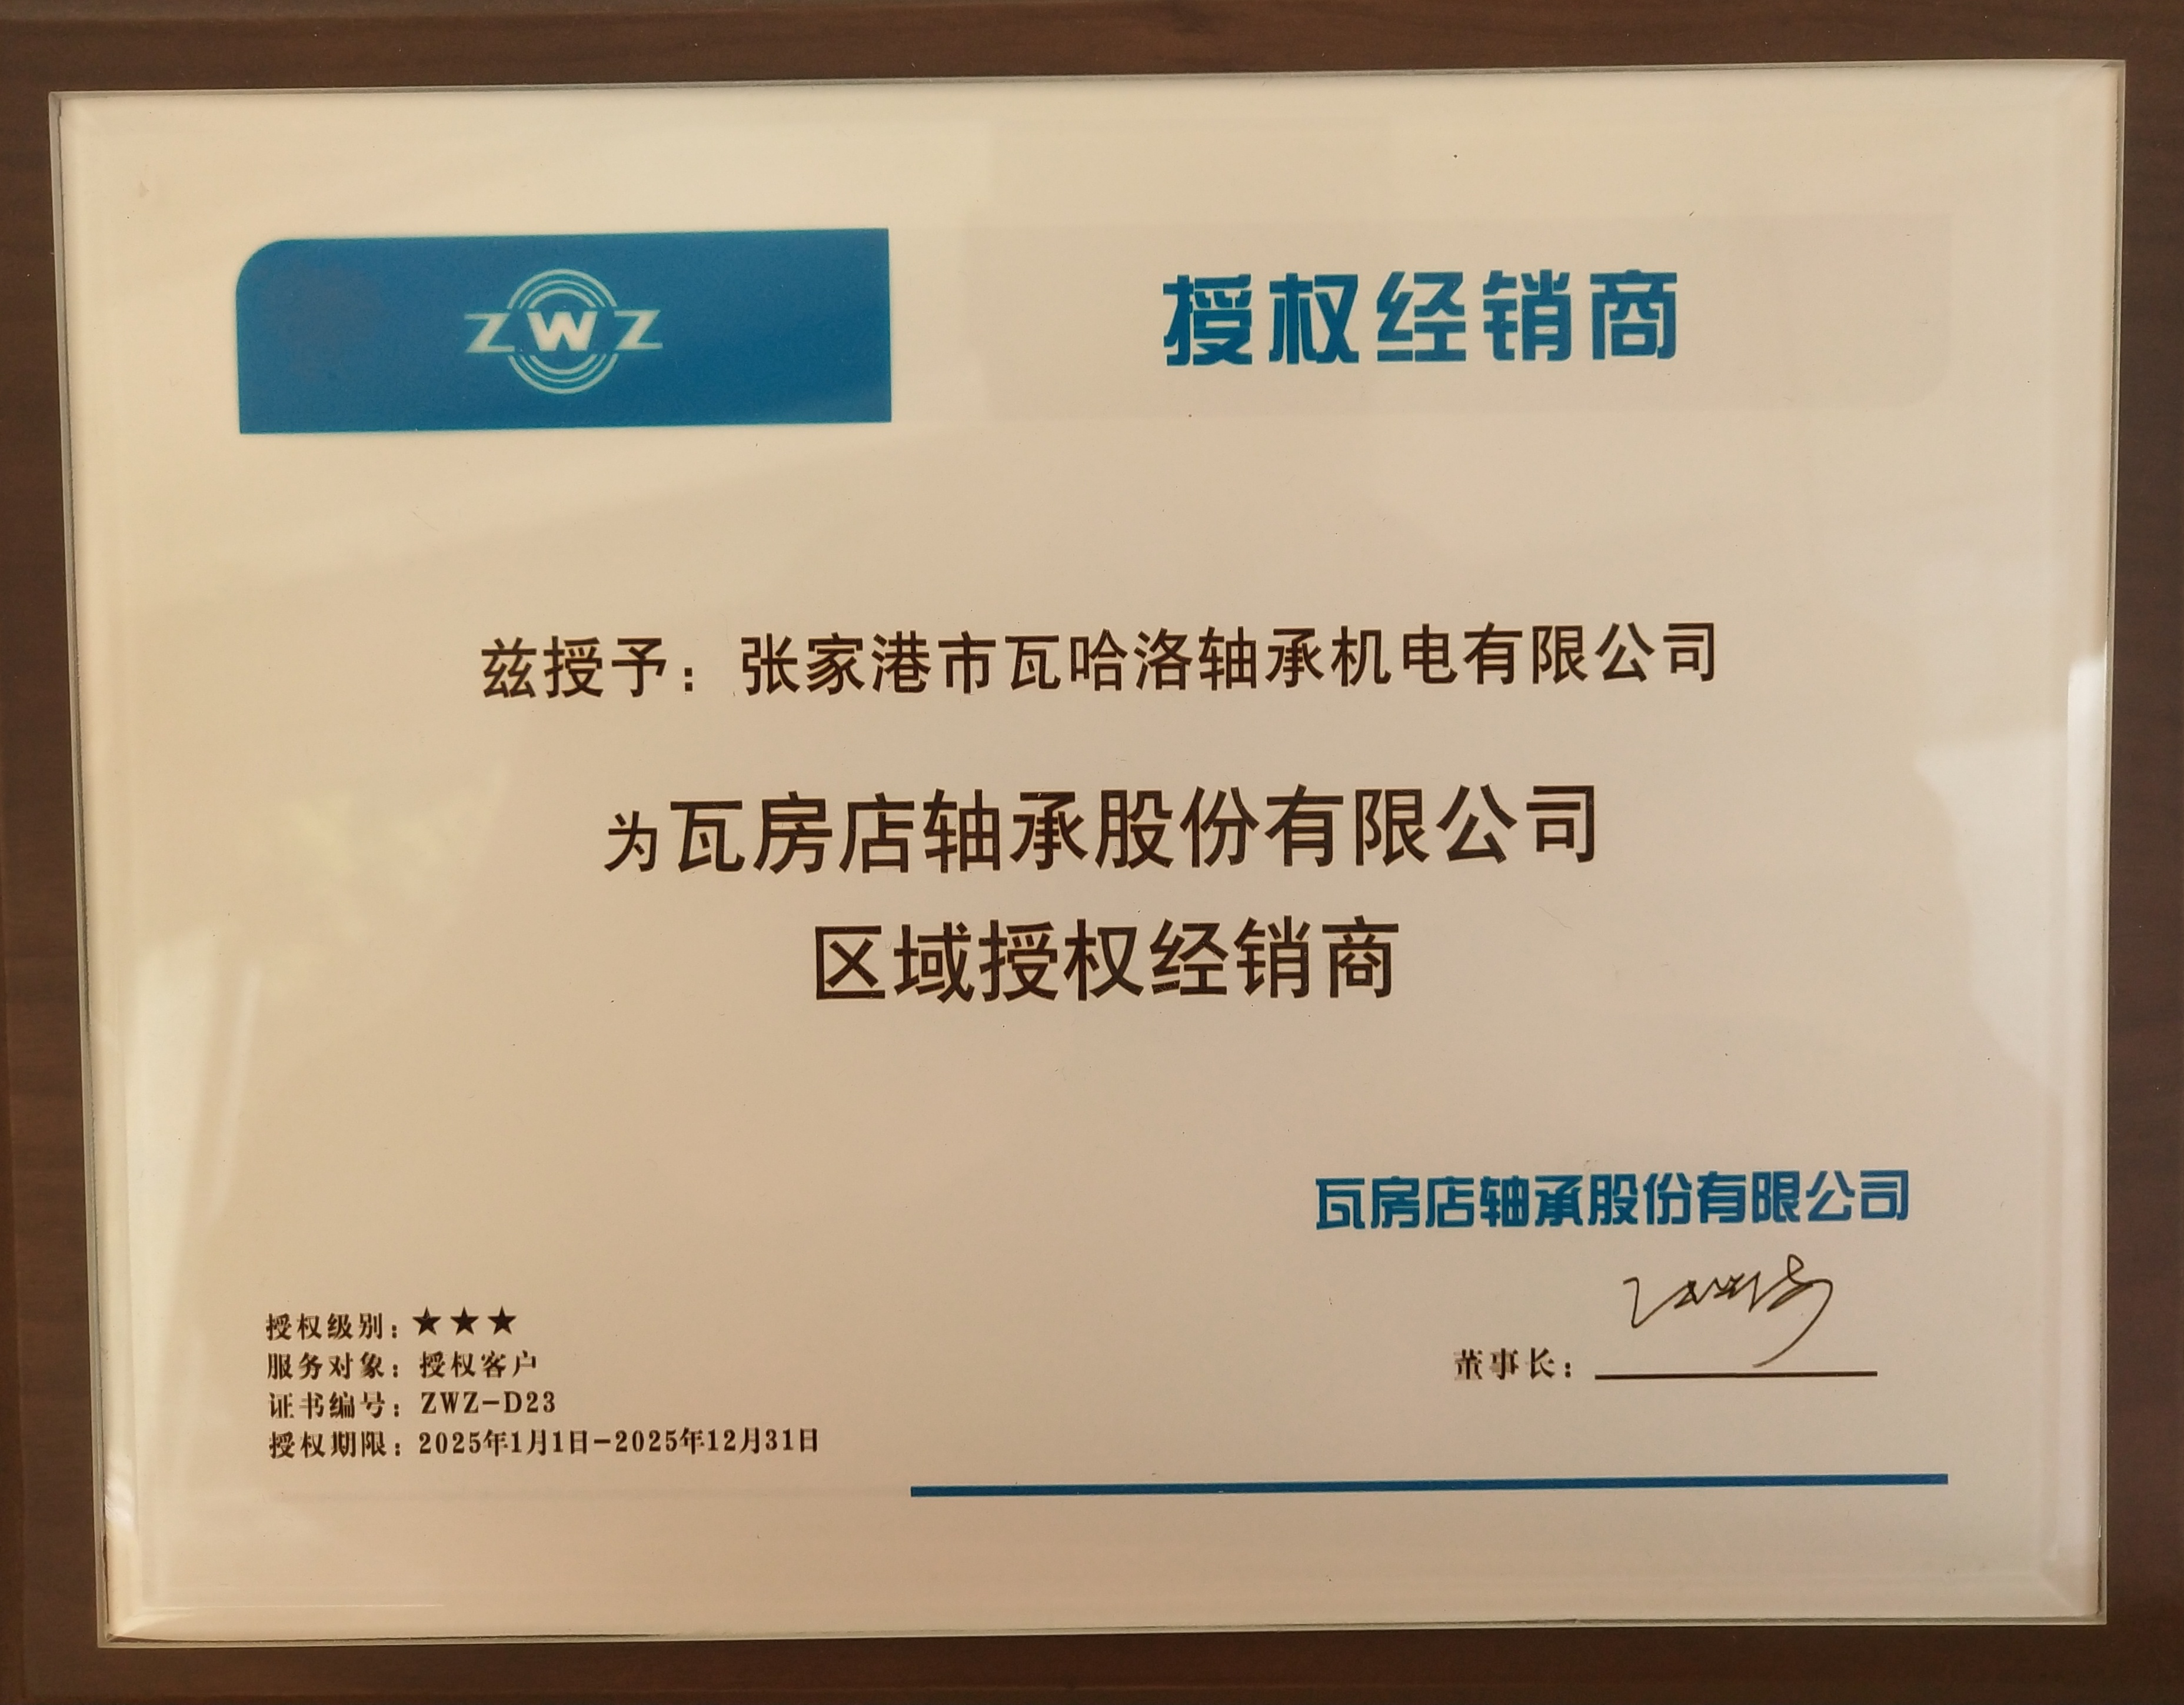 ZWZ
授权经销商
兹授予：张家港市瓦哈洛轴承机电有限公司
为瓦房店轴承股份有限公司
区域授权经销商
瓦房店轴承股份有限公司
董事长：
授权级别：★★★
服务对象：授权客户
证书编号：ZWZ-D23
授权期限：2025年1月1日-2025年12月31日